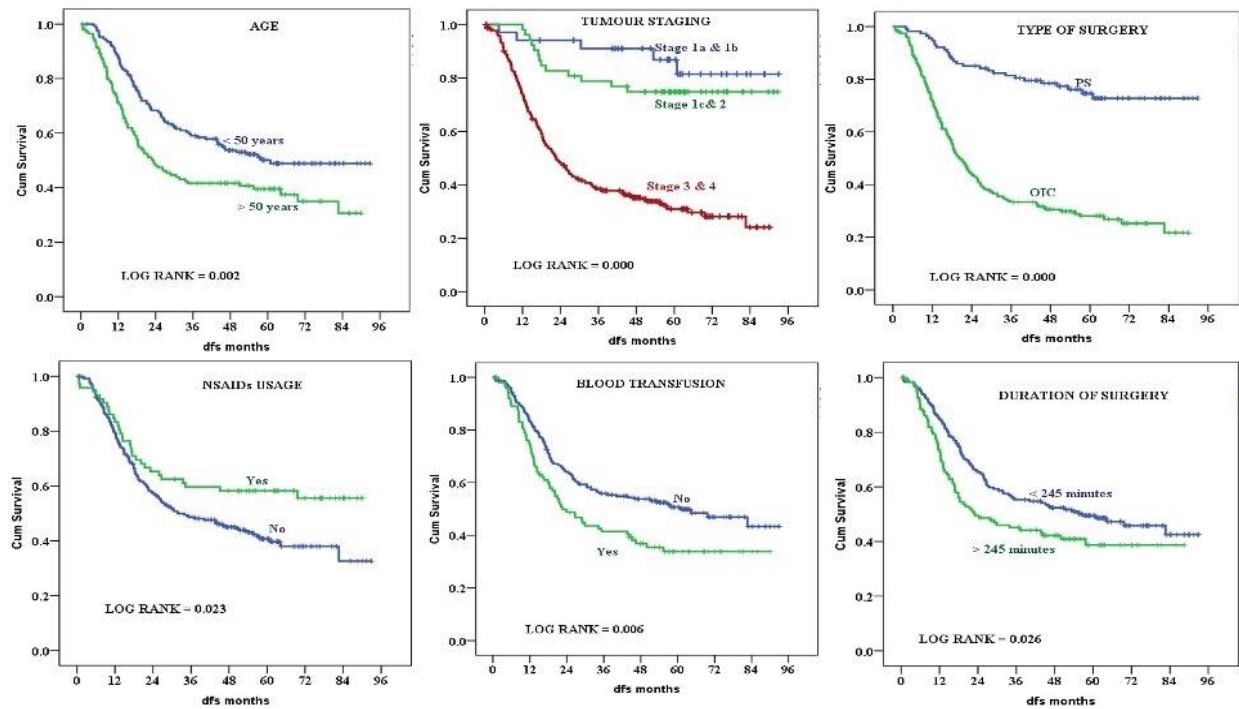 AGE
1.0
0.8
0.6
0.4
0.2
0.0
Cum Survival
< 50 years
> 50 years
LOG RANK = 0.002
0 12 24 36 48 60 72 84 96
dfs months
TUMOUR STAGING
1.0
0.8
0.6
0.4
0.2
0.0
Cum Survival
Stage 1a & 1b
Stage 1c& 2
Stage 3 & 4
LOG RANK = 0.000
0 12 24 36 48 60 72 84 96
dfs months
TYPE OF SURGERY
1.0
0.8
0.6
0.4
0.2
0.0
Cum Survival
PS
OTC
LOG RANK = 0.000
0 12 24 36 48 60 72 84 96
dfs months
NSAIDs USAGE
1.0
0.8
0.6
0.4
0.2
0.0
Cum Survival
Yes
No
LOG RANK = 0.023
0 12 24 36 48 60 72 84 96
dfs months
BLOOD TRANSFUSION
1.0
0.8
0.6
0.4
0.2
0.0
Cum Survival
No
Yes
LOG RANK = 0.006
0 12 24 36 48 60 72 84 96
dfs months
DURATION OF SURGERY
1.0
0.8
0.6
0.4
0.2
0.0
Cum Survival
< 245 minutes
> 245 minutes
LOG RANK = 0.026
0 12 24 36 48 60 72 84 96
dfs months